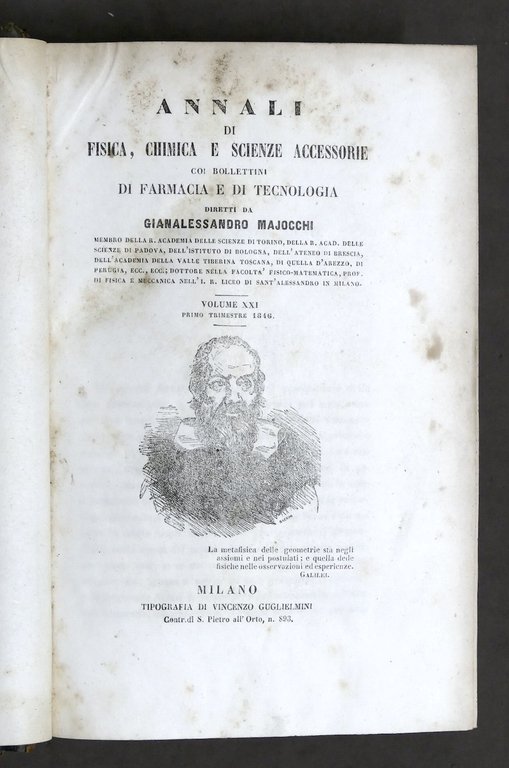 ANNALI
DI
FISICA, CHIMICA E SCIENZE ACCESSORIE
COI BOLLETTINI
DI FARMACIA E DI TECNOLOGIA
DIRETTI DA
GIANALESSANDRO MAJOCCHI
MEMBRO DELLA R. ACADEMIA DELLE SCIENZE DI TORINO, DELLA R. ACAD. DELLE
SCIENZE DI PADOVA, DELL'ISTITUTO DI BOLOGNA, DELL'ATENEO DI BRESCIA,
DELL'ACADEMIA DELLA VALLE TIBERINA TOSCANA, DI QUELLA D'AREZZO, DI
PERUGIA, ECC. ECC; DOTTORE NELLA FACOLTA' FISICO-MATEMATICA, PROF.
DI FISICA E MECCANICA NELL'I. R. LICEO DI SANT'ALESSANDRO IN MILANO.
VOLUME XXI
PRIMO TRIMESTRE 1846.
La metafisica delle geometrie sta negli
assiomi e nei postulati; e quella delle
fisiche nelle osservazioni ed esperienze.
GALILEI.
MILANO
TIPOGRAFIA DI VINCENZO GUGLIELMINI
Contr. di S. Pietro all'Orto, n. 893.